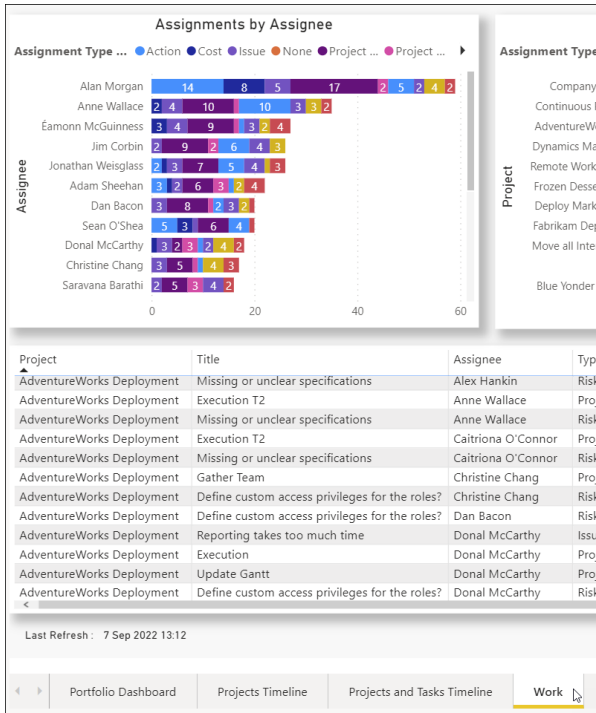 Assignments by Assignee
Assignment Type ... Action Cost Issue None Project ... Project ...
Assignee
Alan Morgan 14 8 5 17 2 5 2 4 2
Anne Wallace 2 4 10 10 3 3 2
Éamonn McGuinness 3 4 9 3 2 4
Jim Corbin 2 9 2 6 4 3
Jonathan Weisglass 2 3 7 5 4 3
Adam Sheehan 3 2 6 3 2 4
Dan Bacon 3 8 2 3 2
Sean O'Shea 5 3 6 4
Donal McCarthy 3 2 3 2 4 2
Christine Chang 3 5 4 3
Saravana Barathi 2 5 3 4 2
0 20 40 60
Assignment Type
Project
Company
Continuous
AdventureWo
Dynamics Ma
Remote Work
Frozen Desse
Deploy Mark
Fabrikam Dep
Move all Inte
Blue Yonder
Project Title Assignee Typ
AdventureWorks Deployment Missing or unclear specifications Alex Hankin Risk
AdventureWorks Deployment Execution T2 Anne Wallace Proj
AdventureWorks Deployment Missing or unclear specifications Anne Wallace Risk
AdventureWorks Deployment Execution T2 Caitriona O'Connor Proj
AdventureWorks Deployment Missing or unclear specifications Caitriona O'Connor Risk
AdventureWorks Deployment Gather Team Christine Chang Proj
AdventureWorks Deployment Define custom access privileges for the roles? Christine Chang Risk
AdventureWorks Deployment Define custom access privileges for the roles? Dan Bacon Risk
AdventureWorks Deployment Reporting takes too much time Donal McCarthy Issu
AdventureWorks Deployment Execution Donal McCarthy Proj
AdventureWorks Deployment Update Gantt Donal McCarthy Proj
AdventureWorks Deployment Define custom access privileges for the roles? Donal McCarthy Risk
Last Refresh : 7 Sep 2022 13:12
Portfolio Dashboard Projects Timeline Projects and Tasks Timeline Work